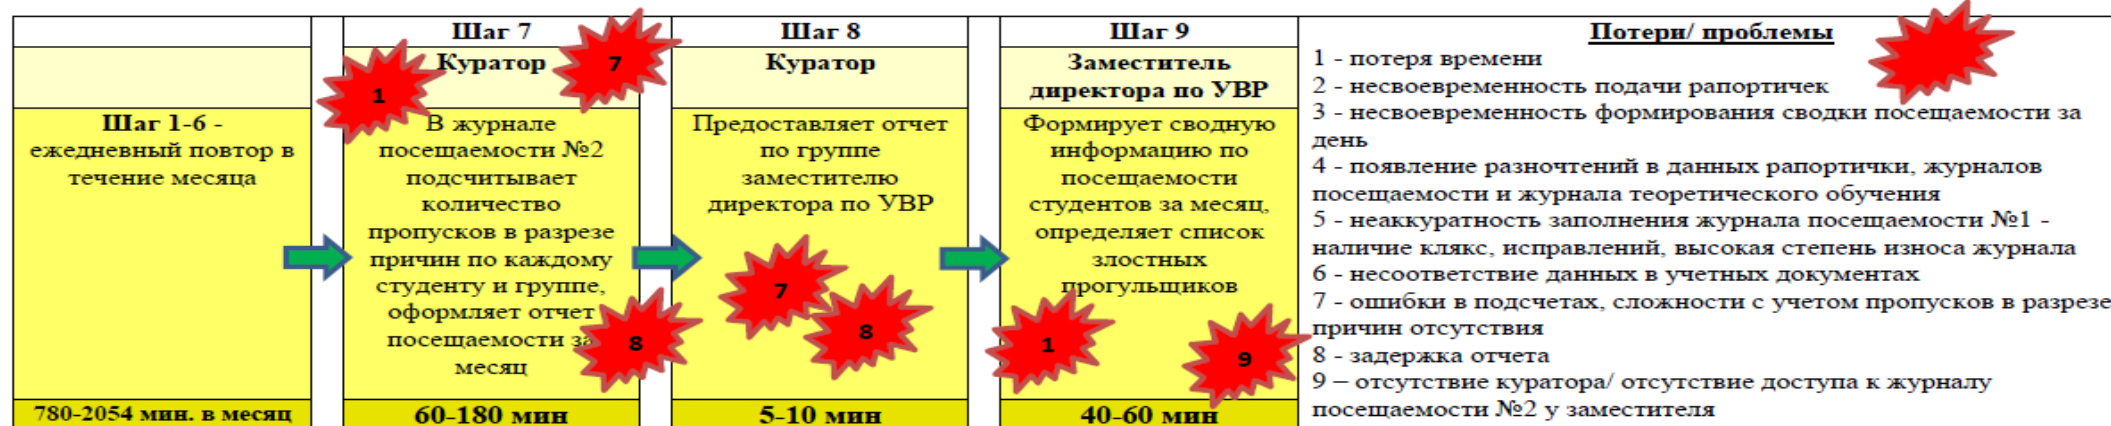 Шаг 1-6 -
ежедневный повтор в
течение месяца
780-2054 мин. в месяц
Шаг 7
Куратор
1
7
В журнале
посещаемости №2
подсчитывает
количество
пропусков в разрезе
причин по каждому
студенту и группе,
оформляет отчет
посещаемости за
месяц
8
60-180 мин
Шаг 8
Куратор
Предоставляет отчет
по группе
заместителю
директора по УВР
7
8
5-10 мин
Шаг 9
Заместитель
директора по УВР
Формирует сводную
информацию по
посещаемости
студентов за месяц,
определяет список
злостных
прогульщиков
1
9
40-60 мин
Потери/ проблемы
1 - потеря времени
2 - несвоевременность подачи рапортичек
3 - несвоевременность формирования сводки посещаемости за
день
4 - появление разночтений в данных рапортички, журналов
посещаемости и журнала теоретического обучения
5 - неаккуратность заполнения журнала посещаемости №1 -
наличие клякс, исправлений, высокая степень износа журнала
6 - несоответствие данных в учетных документах
7 - ошибки в подсчетах, сложности с учетом пропусков в разрезе
причин отсутствия
8 - задержка отчета
9 – отсутствие куратора/ отсутствие доступа к журналу
посещаемости №2 у заместителя